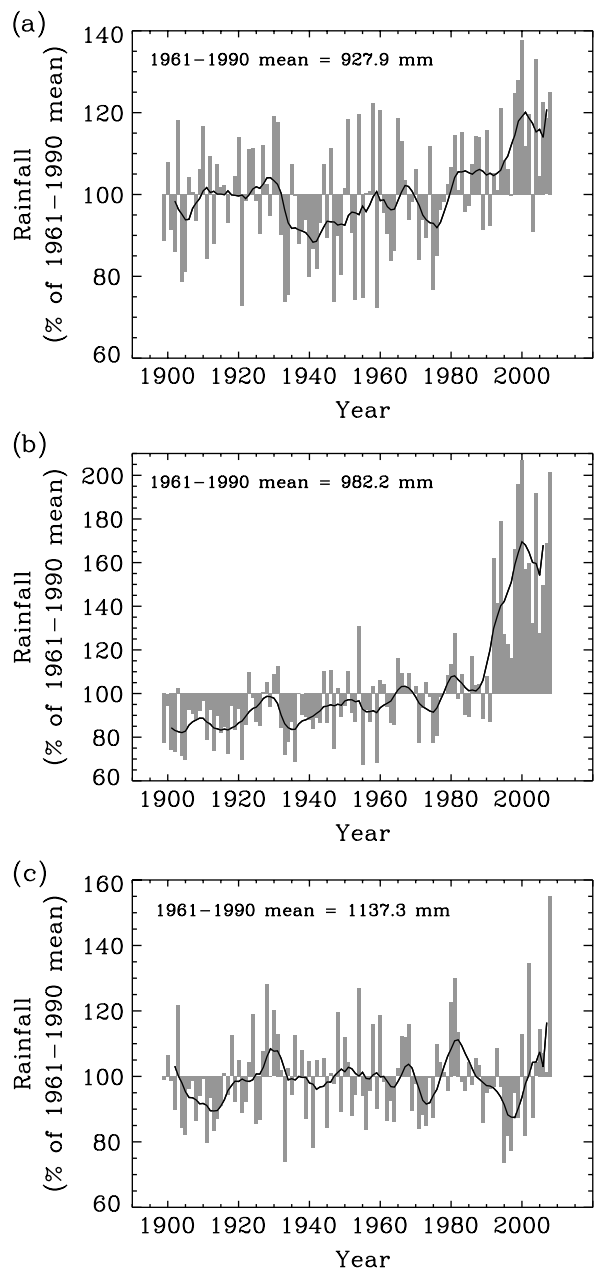 (a)
140
120
100
80
60
Rainfall
(% of 1961−1990 mean)
1961−1990 mean = 927.9 mm
1900 1920 1940 1960 1980 2000
Year
(b)
200
180
160
140
120
100
80
60
Rainfall
(% of 1961−1990 mean)
1961−1990 mean = 982.2 mm
1900 1920 1940 1960 1980 2000
Year
(c)
160
140
120
100
80
60
Rainfall
(% of 1961−1990 mean)
1961−1990 mean = 1137.3 mm
1900 1920 1940 1960 1980 2000
Year